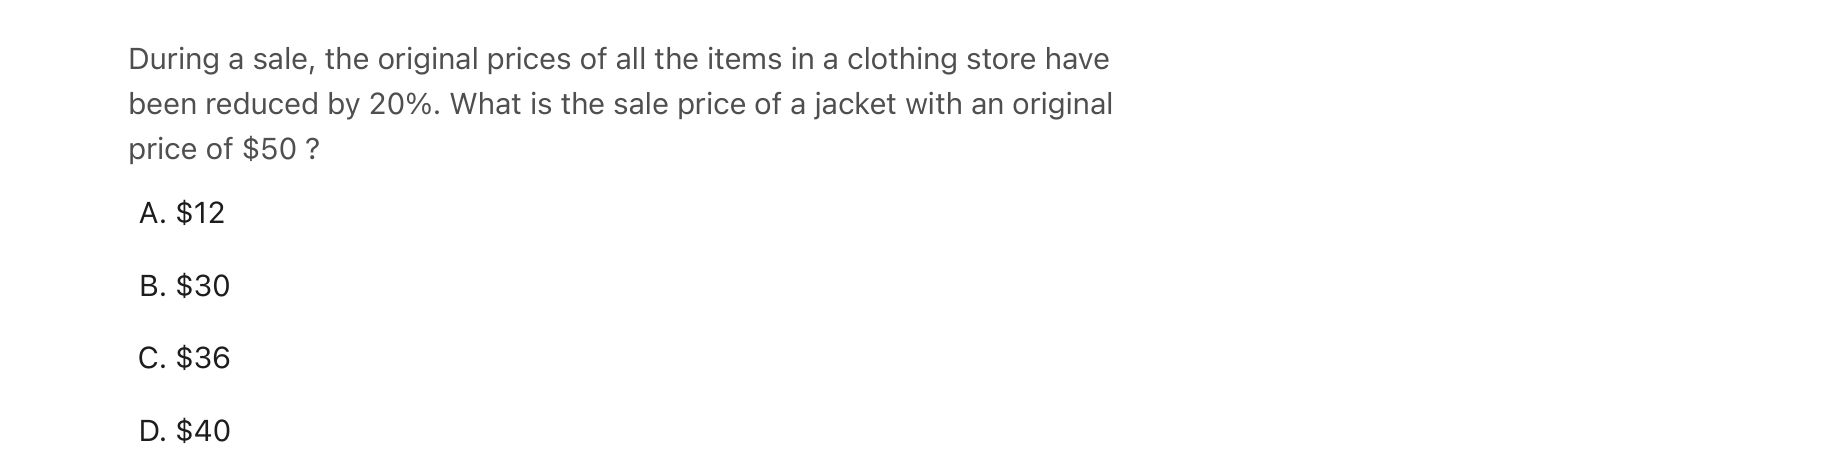 During a sale, the original prices of all the items in a clothing store have
been reduced by 20%. What is the sale price of a jacket with an original
price of $50 ?
A. $12
B. $30
C. $36
D. $40